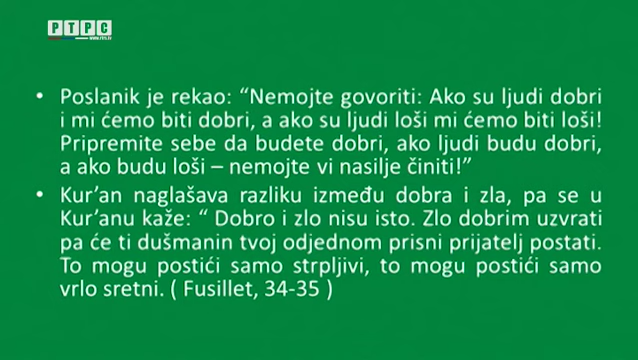 РТРС
www.rtrs.tv
• Poslanik je rekao: “Nemojte govoriti: Ako su ljudi dobri
i mi ćemo biti dobri, a ako su ljudi loši mi ćemo biti loši!
Pripremite sebe da budete dobri, ako ljudi budu dobri,
a ako budu loši – nemojte vi nasilje činiti!”
• Kur’an naglašava razliku između dobra i zla, pa se u
Kur’anu kaže: “ Dobro i zlo nisu isto. Zlo dobrim uzvrati
pa će ti dušmanin tvoj odjednom prisni prijatelj postati.
To mogu postići samo strpljivi, to mogu postići samo
vrlo sretni. ( Fusillet, 34-35 )